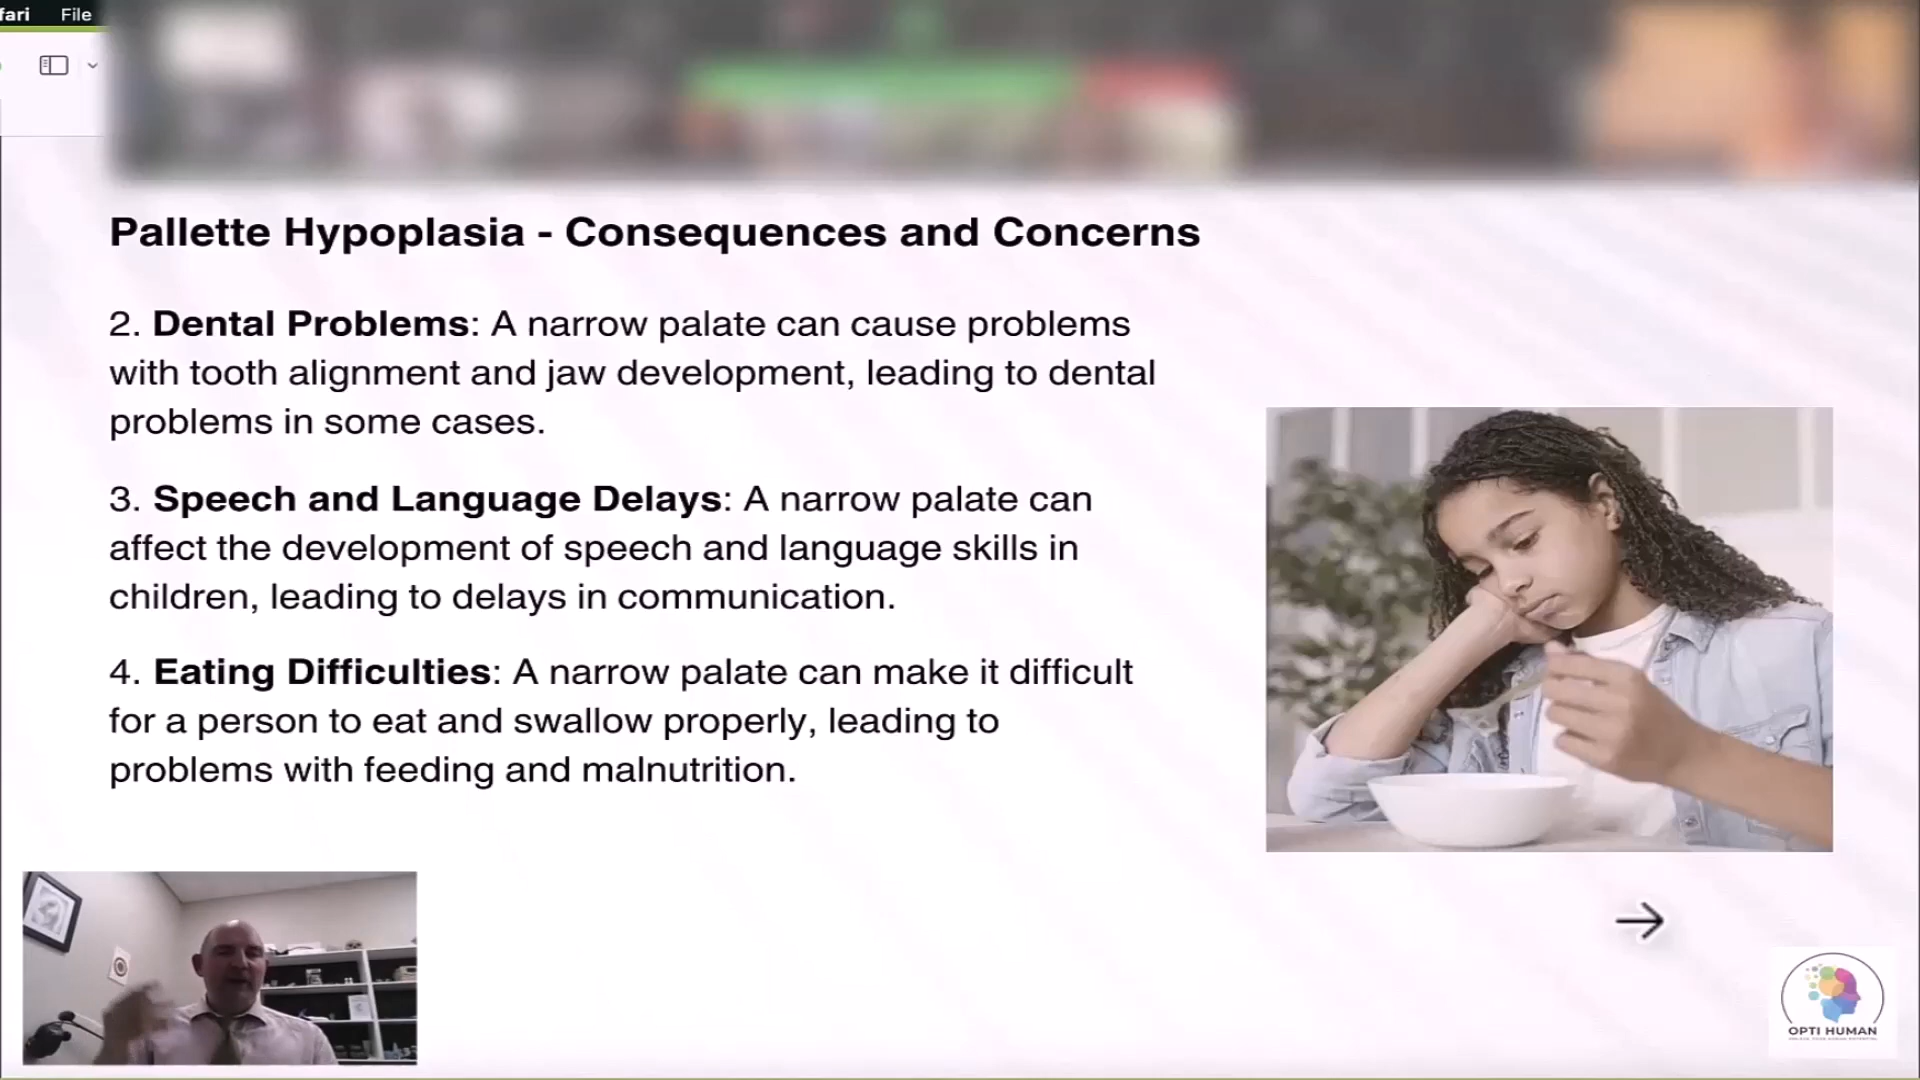 fari File
Pallette Hypoplasia - Consequences and Concerns
2. Dental Problems: A narrow palate can cause problems
with tooth alignment and jaw development, leading to dental
problems in some cases.
3. Speech and Language Delays: A narrow palate can
affect the development of speech and language skills in
children, leading to delays in communication.
4. Eating Difficulties: A narrow palate can make it difficult
for a person to eat and swallow properly, leading to
problems with feeding and malnutrition.
OPTI HUMAN